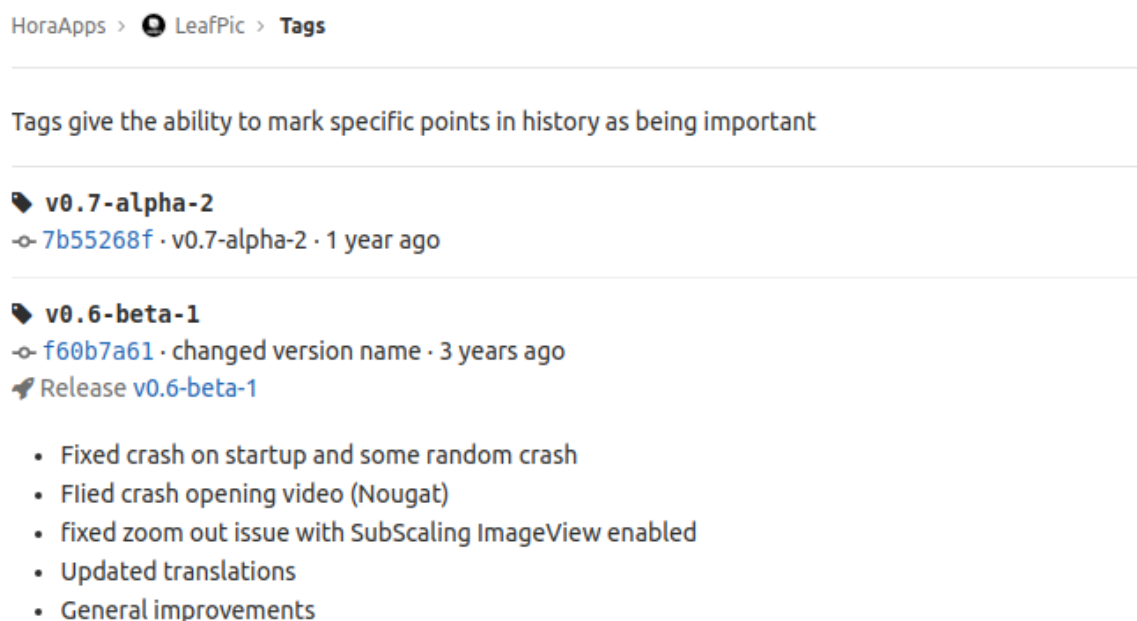 HoraApps > LeafPic > Tags
Tags give the ability to mark specific points in history as being important
v0.7-alpha-2
7b55268f · v0.7-alpha-2 · 1 year ago
v0.6-beta-1
f60b7a61 · changed version name · 3 years ago
Release v0.6-beta-1
• Fixed crash on startup and some random crash
• FIied crash opening video (Nougat)
• fixed zoom out issue with SubScaling ImageView enabled
• Updated translations
• General improvements